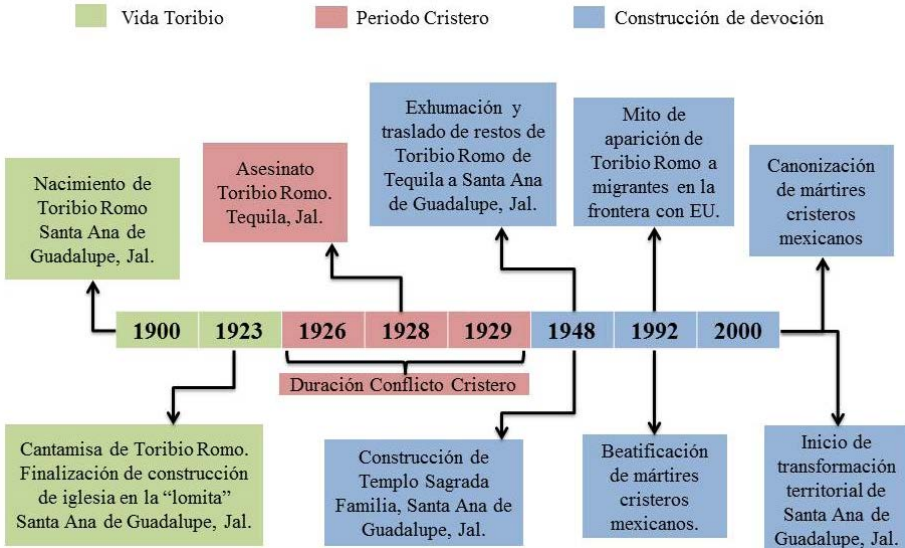 Vida Toribio
Periodo Cristero
Construcción de devoción
Nacimiento de
Toribio Romo
Santa Ana de
Guadalupe, Jal.
Asesinato
Toribio Romo.
Tequila, Jal.
Exhumación y
traslado de restos de
Toribio Romo de
Tequila a Santa Ana
de Guadalupe, Jal.
Mito de
aparición de
Toribio Romo a
migrantes en la
frontera con EU.
Canonización
de mártires
cristeros
mexicanos
1900 1923 1926 1928 1929 1948 1992 2000
Duración Conflicto Cristero
Cantamisa de Toribio Romo.
Finalización de construcción
de iglesia en la “lomita”
Santa Ana de Guadalupe, Jal.
Construcción de
Templo Sagrada
Familia, Santa Ana de
Guadalupe, Jal.
Beatificación
de mártires
cristeros
mexicanos.
Inicio de
transformación
territorial de
Santa Ana de
Guadalupe, Jal.